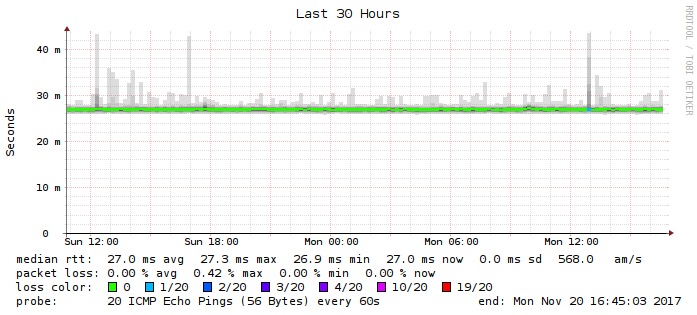 Last 30 Hours
RRDTOOL / TOBI OETIKER
Seconds
40 m
30 m
20 m
10 m
0
Sun 12:00 Sun 18:00 Mon 00:00 Mon 06:00 Mon 12:00
median rtt: 27.0 ms avg 27.3 ms max 26.9 ms min 27.0 ms now 0.0 ms sd 568.0 am/s
packet loss: 0.00 % avg 0.42 % max 0.00 % min 0.00 % now
loss color: 0 1/20 2/20 3/20 4/20 10/20 19/20
probe: 20 ICMP Echo Pings (56 Bytes) every 60s end: Mon Nov 20 16:45:03 2017